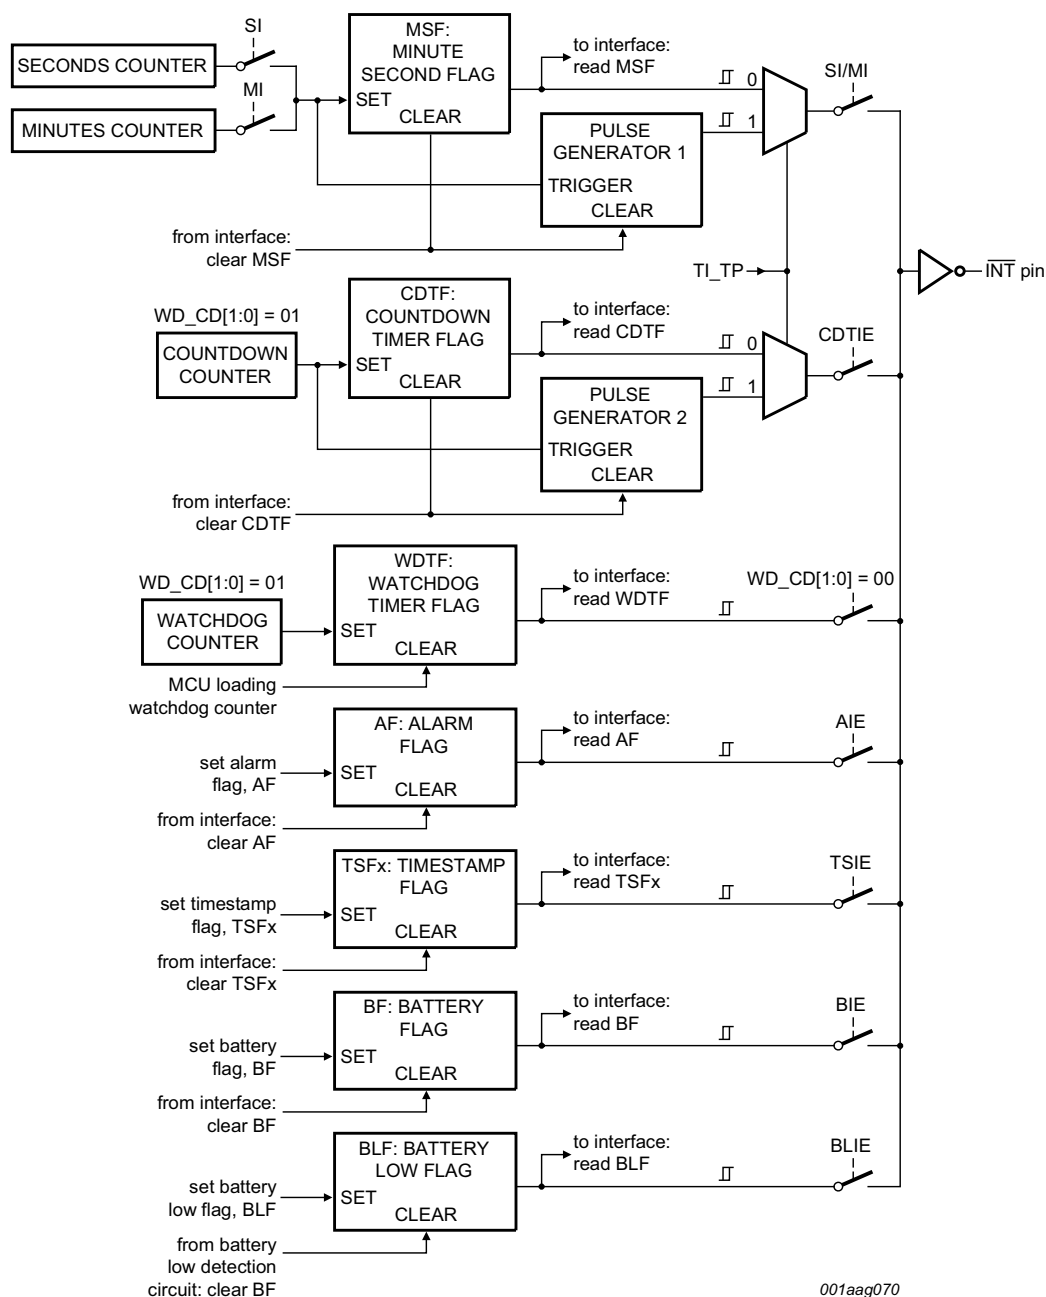 SI
SECONDS COUNTER
MI
MINUTES COUNTER
MSF:
MINUTE
SECOND FLAG
SET
CLEAR
to interface:
read MSF
0
1
SI/MI
PULSE
GENERATOR 1
TRIGGER
CLEAR
from interface:
clear MSF
TI_TP
INT pin
WD_CD[1:0] = 01
COUNTDOWN
COUNTER
CDTF:
COUNTDOWN
TIMER FLAG
SET
CLEAR
to interface:
read CDTF
0
1
CDTIE
PULSE
GENERATOR 2
TRIGGER
CLEAR
from interface:
clear CDTF
WD_CD[1:0] = 01
WATCHDOG
COUNTER
WDTF:
WATCHDOG
TIMER FLAG
SET
CLEAR
to interface:
read WDTF
WD_CD[1:0] = 00
MCU loading
watchdog counter
AF: ALARM
FLAG
SET
CLEAR
to interface:
read AF
AIE
set alarm
flag, AF
from interface:
clear AF
TSFx: TIMESTAMP
FLAG
SET
CLEAR
to interface:
read TSFx
TSIE
set timestamp
flag, TSFx
from interface:
clear TSFx
BF: BATTERY
FLAG
SET
CLEAR
to interface:
read BF
BIE
set battery
flag, BF
from interface:
clear BF
BLF: BATTERY
LOW FLAG
SET
CLEAR
to interface:
read BLF
BLIE
set battery
low flag, BLF
from battery
low detection
circuit: clear BF
001aag070